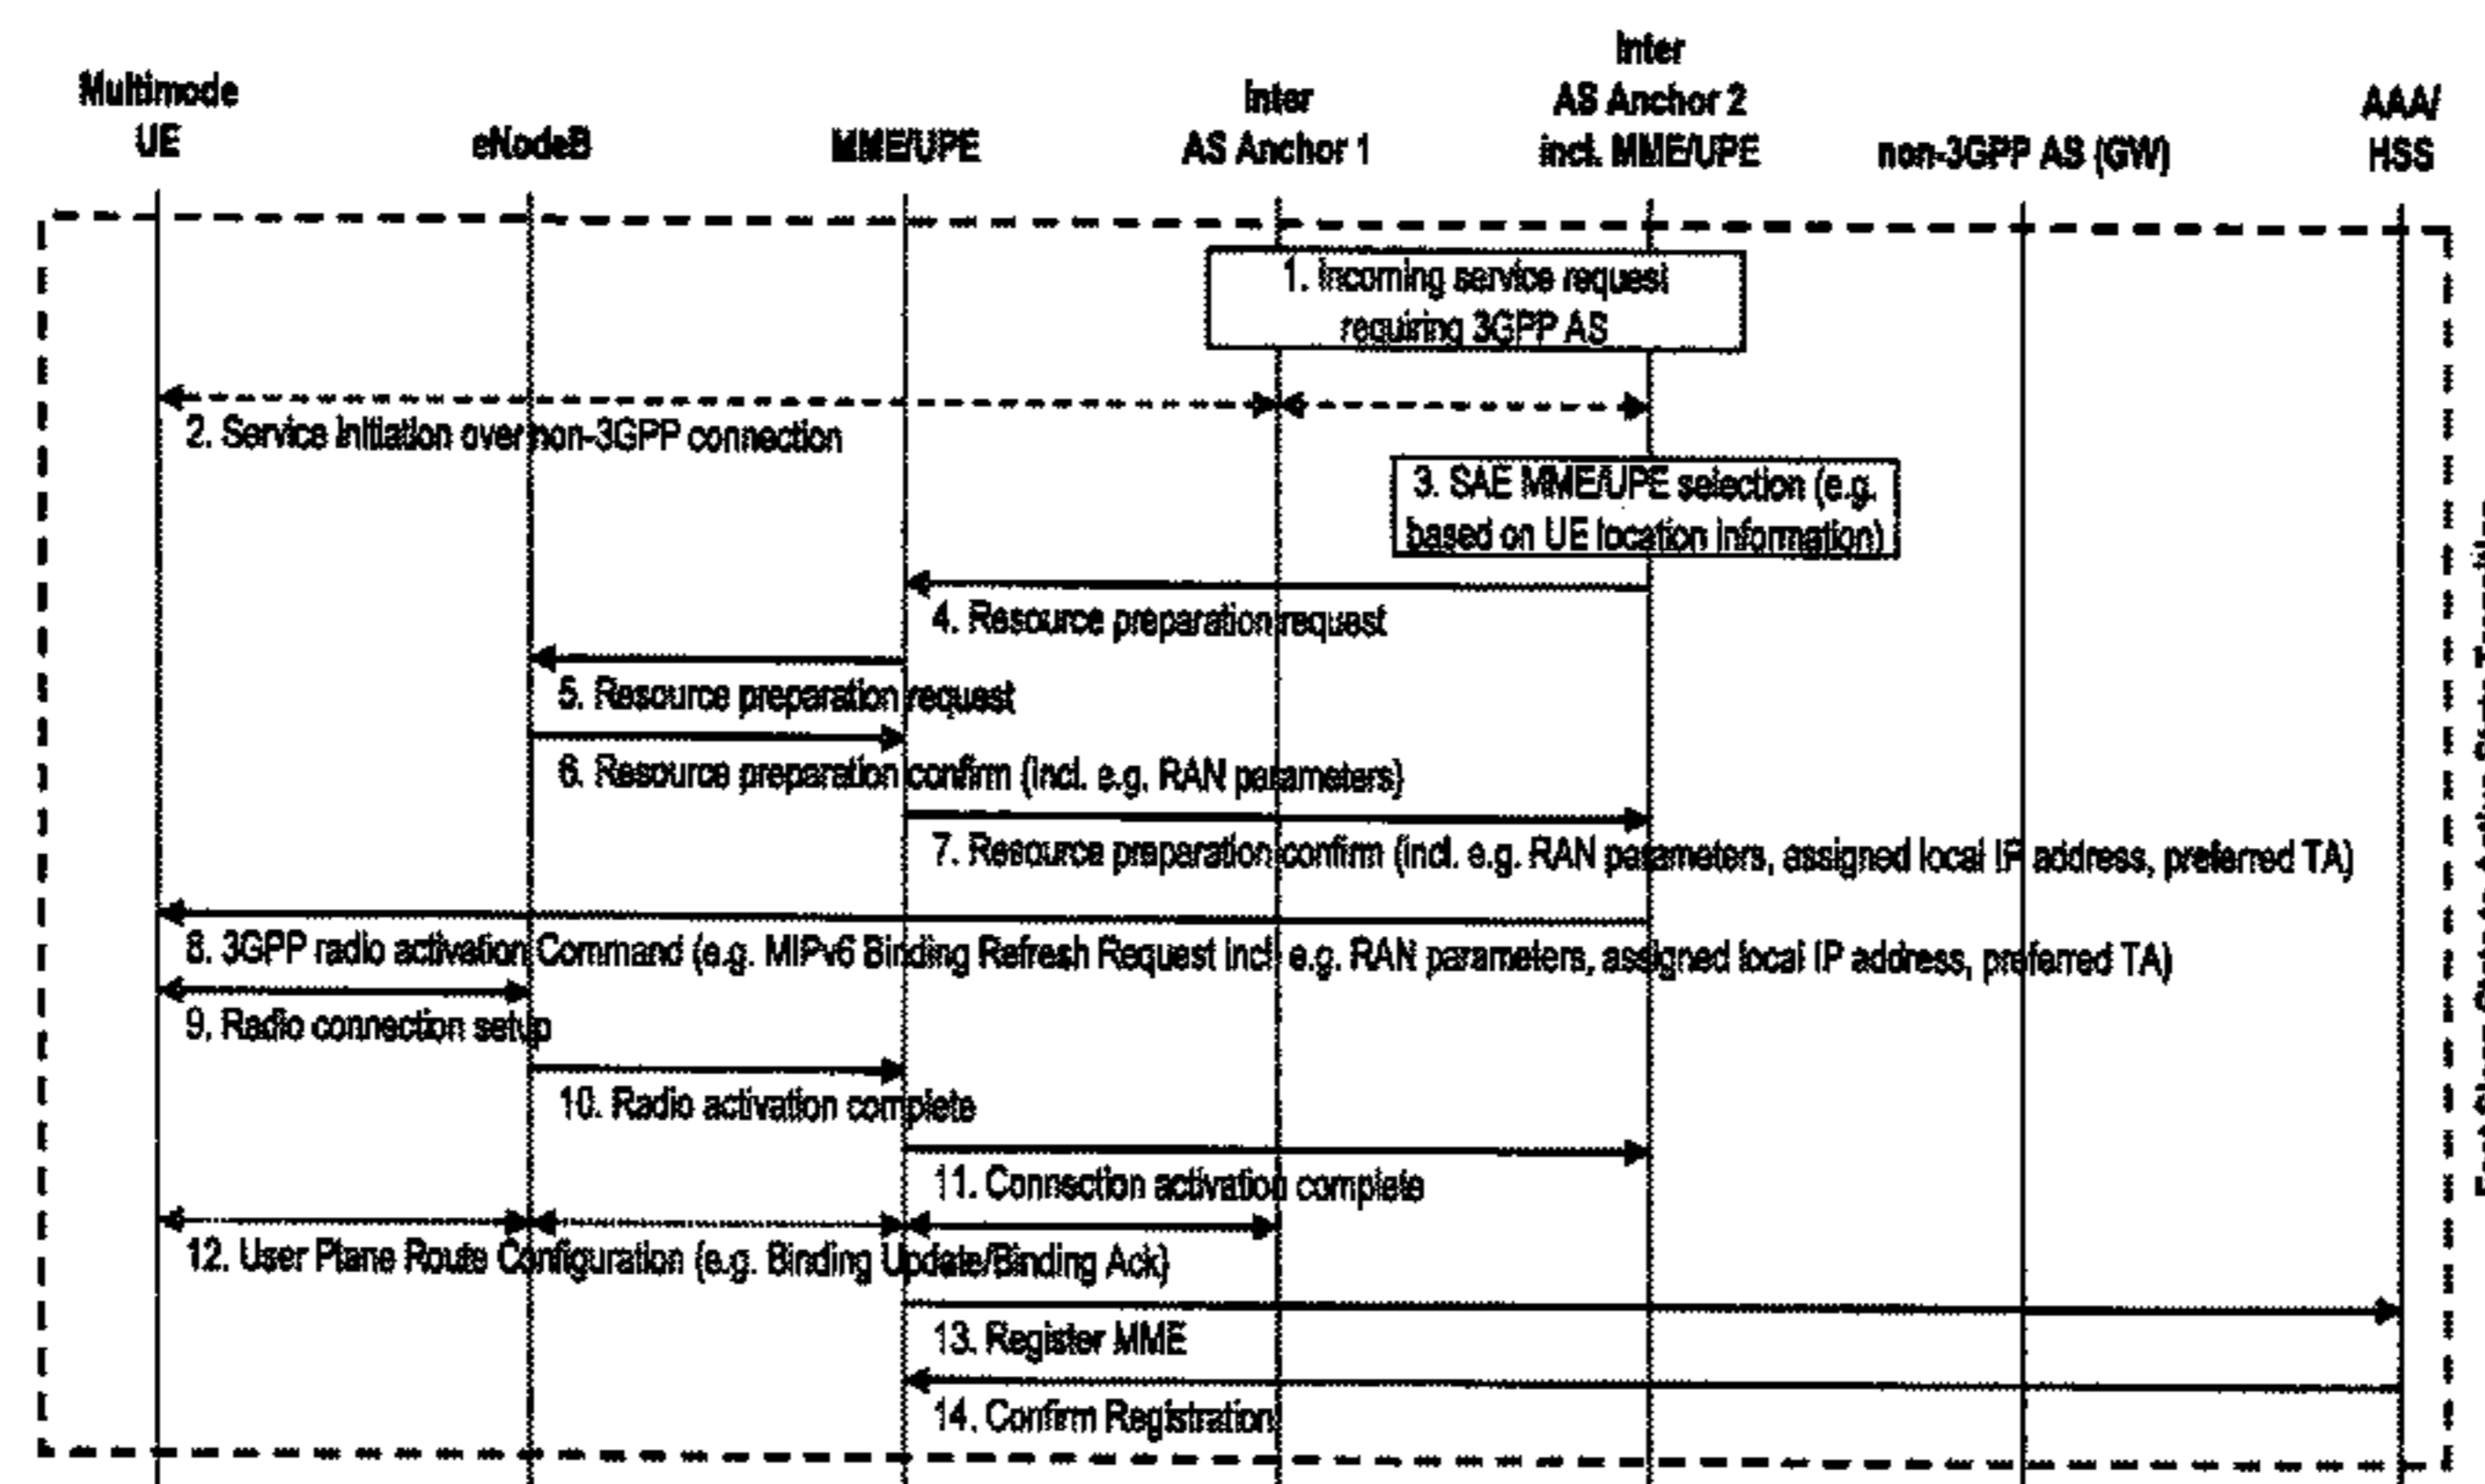 Multimode
UE
eNodeB
MME/UPE
Inter
AS Anchor 1
Inter
AS Anchor 2
incl. MME/UPE
non-3GPP AS (GW)
AAA/
HSS
1. Incoming service request
requiring 3GPP AS
2. Service Initiation over non-3GPP connection
3. SAE MME/UPE selection (e.g.
based on UE location information)
4. Resource preparation request
5. Resource preparation request
6. Resource preparation confirm (incl. e.g. RAN parameters)
7. Resource preparation confirm (incl. e.g. RAN parameters, assigned local IP address, preferred TA)
8. 3GPP radio activation Command (e.g. MIPv6 Binding Refresh Request incl. e.g. RAN parameters, assigned local IP address, preferred TA)
9. Radio connection setup
10. Radio activation complete
11. Connection activation complete
12. User Plane Route Configuration (e.g. Binding Update/Binding Ack)
13. Register MME
14. Confirm Registration